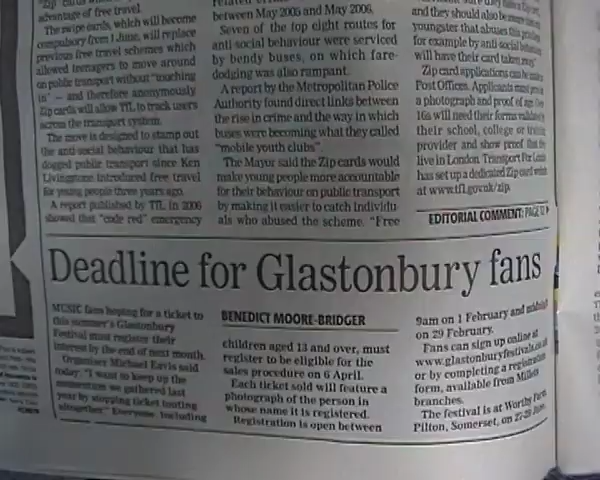 advantage of free travel.
The swipe cards, which will become
compulsory from 1 June, will replace
previous free travel schemes which
allowed teenagers to move around
on public transport without "touching
in" – and therefore anonymously.
Zip cards will allow TfL to track users
across the transport system.
The move is designed to stamp out
the anti-social behaviour that has
dogged public transport since Ken
Livingstone introduced free travel
for young people three years ago.
A report published by TfL in 2006
showed that "code red" emergency
between May 2005 and May 2006.
Seven of the top eight routes for
anti-social behaviour were serviced
by bendy buses, on which fare-
dodging was also rampant.
A report by the Metropolitan Police
Authority found direct links between
the rise in crime and the way in which
buses were becoming what they called
"mobile youth clubs".
The Mayor said the Zip cards would
make young people more accountable
for their behaviour on public transport
by making it easier to catch individu-
als who abused the scheme. "Free
and they should also be
youngster that abuses this
for example by anti-social behaviour
will have their card taken away."
Zip card applications can be
Post Offices. Applicants must
a photograph and proof of age.
16s will need their forms
their school, college or
provider and show proof that
live in London. Transport For
has set up a dedicated Zip card
at www.tfl.gov.uk/zip.
EDITORIAL COMMENT: PAGE
Deadline for Glastonbury fans
MUSIC fans hoping for a ticket to
this summer's Glastonbury
Festival must register their
interest by the end of next month.
Organiser Michael Eavis said
today: "I want to keep up the
momentum we gathered last
year by stopping ticket touting
altogether." Everyone, including
BENEDICT MOORE-BRIDGER
children aged 13 and over, must
register to be eligible for the
sales procedure on 6 April.
Each ticket sold will feature a
photograph of the person in
whose name it is registered.
Registration is open between
9am on 1 February and midnight
on 29 February.
Fans can sign up online at
www.glastonburyfestivals.co.uk
or by completing a registration
form, available from Millets
branches.
The festival is at Worthy Farm,
Pilton, Somerset, on 27-29 June.